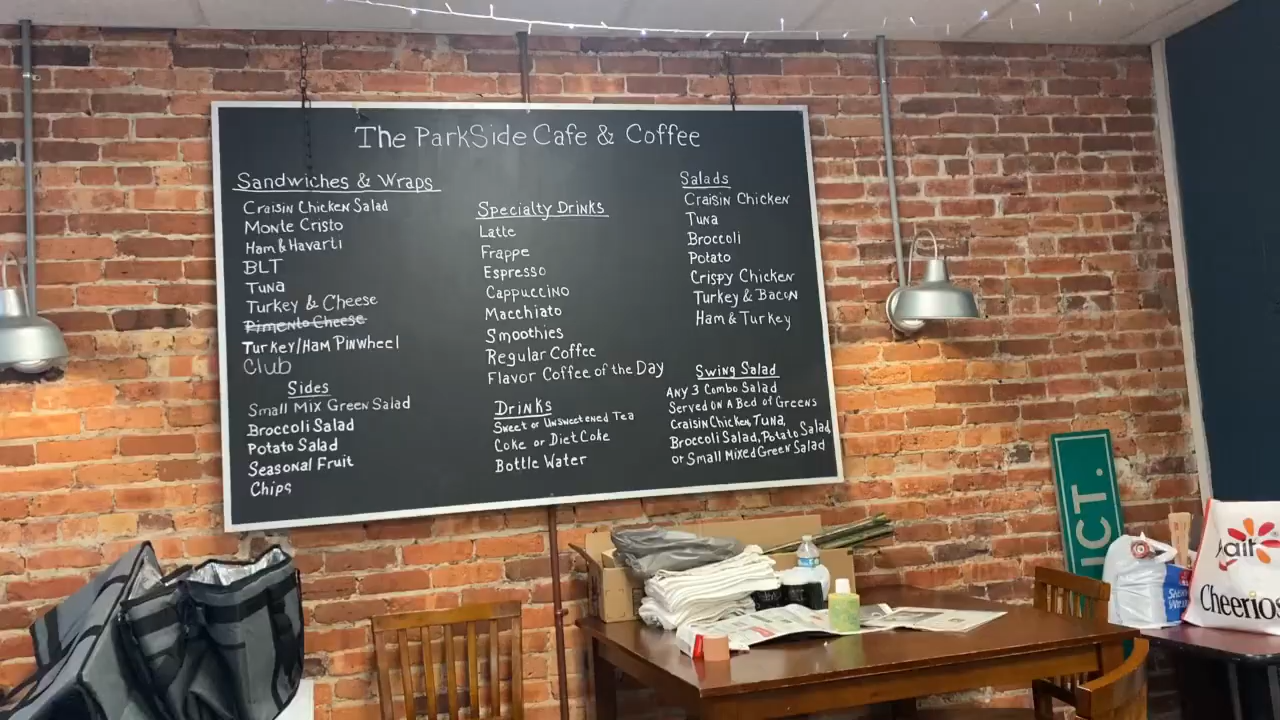 The ParkSide Cafe & Coffee
Sandwiches & Wraps
Craisin Chicken Salad
Monte Cristo
Ham & Havarti
BLT
Tuna
Turkey & Cheese
Pimento Cheese
Turkey/Ham Pinwheel
Club
Sides
Small Mix Green Salad
Broccoli Salad
Potato Salad
Seasonal Fruit
Chips
Specialty Drinks
Latte
Frappe
Espresso
Cappuccino
Macchiato
Smoothies
Regular Coffee
Flavor Coffee of the Day
Drinks
Sweet or Unsweetened Tea
Coke or Diet Coke
Bottle Water
Salads
Craisin Chicken
Tuna
Broccoli
Potato
Crispy Chicken
Turkey & Bacon
Ham & Turkey
Swing Salad
Any 3 Combo Salad
Served on a Bed of Greens
Craisin Chicken, Tuna,
Broccoli Salad, Potato Salad
or Small Mixed Green Salad
ICT.
Cheerios